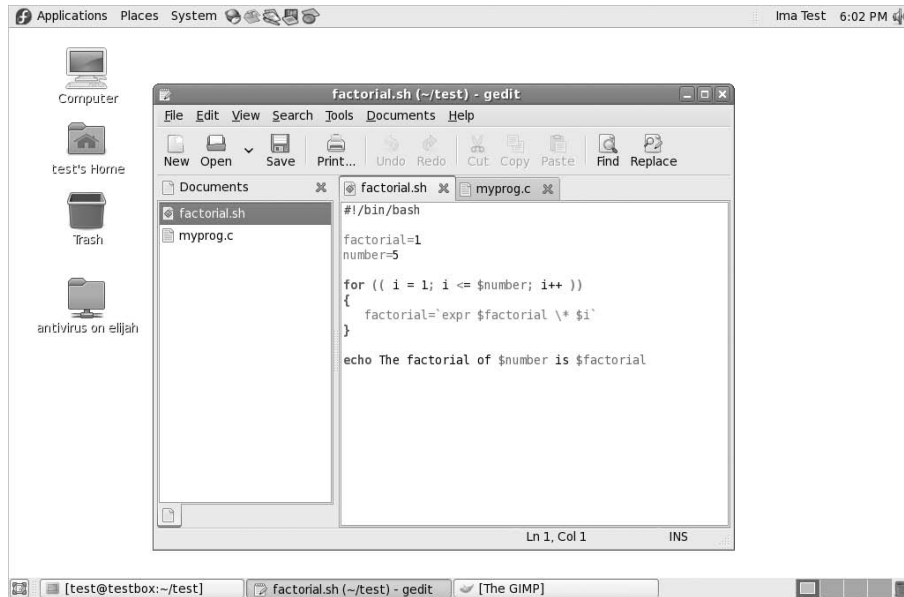 Applications Places System Ima Test 6:02 PM
Computer
test's Home
Trash
antivirus on elijah
factorial.sh (~/test) - gedit
File Edit View Search Tools Documents Help
New Open Save Print... Undo Redo Cut Copy Paste Find Replace
Documents
factorial.sh
myprog.c
factorial.sh myprog.c
#!/bin/bash
factorial=1
number=5
for (( i = 1; i <= $number; i++ ))
{
factorial=`expr $factorial \* $i`
}
echo The factorial of $number is $factorial
Ln 1, Col 1 INS
[test@testbox:~/test] factorial.sh (~/test) - gedit [The GIMP]